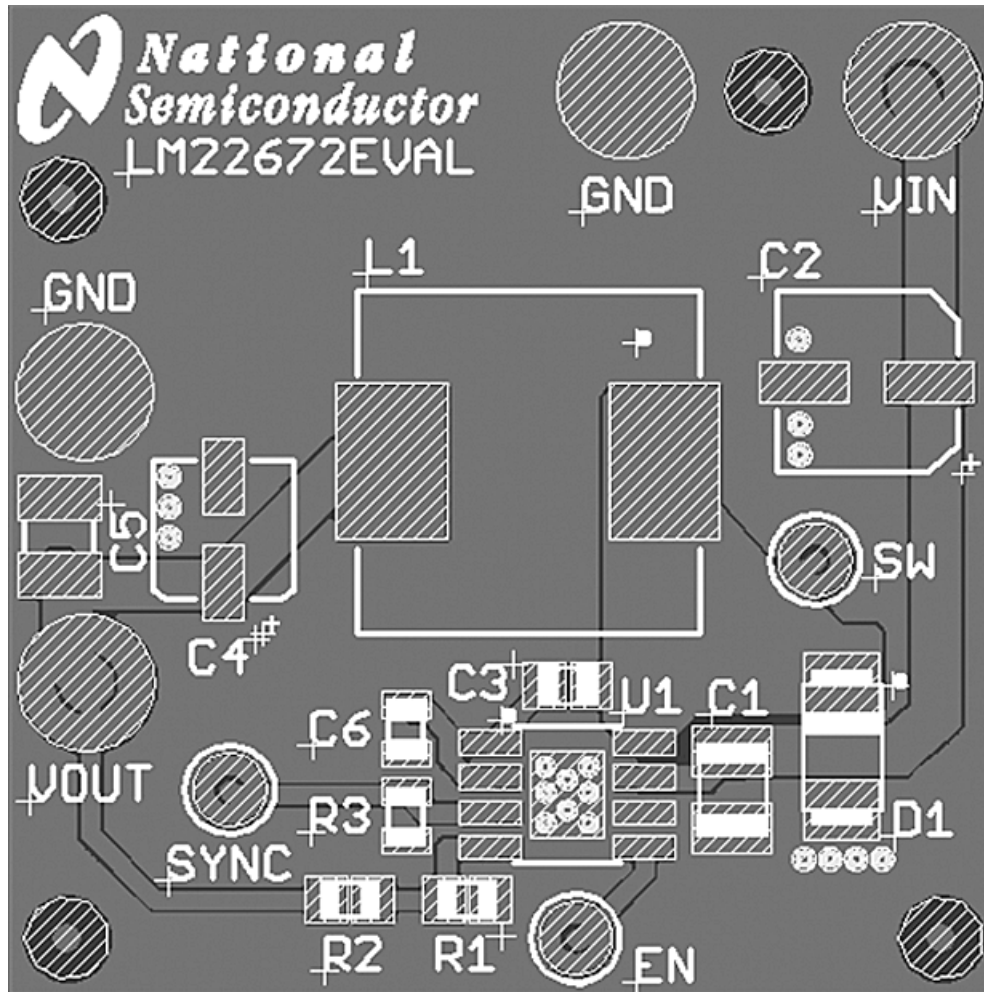 National
Semiconductor
LM22672EVAL
GND
VIN
L1
C2
GND
C5
SW
C4
C3
U1
C1
C6
VOUT
R3
D1
SYNC
R2
R1
EN